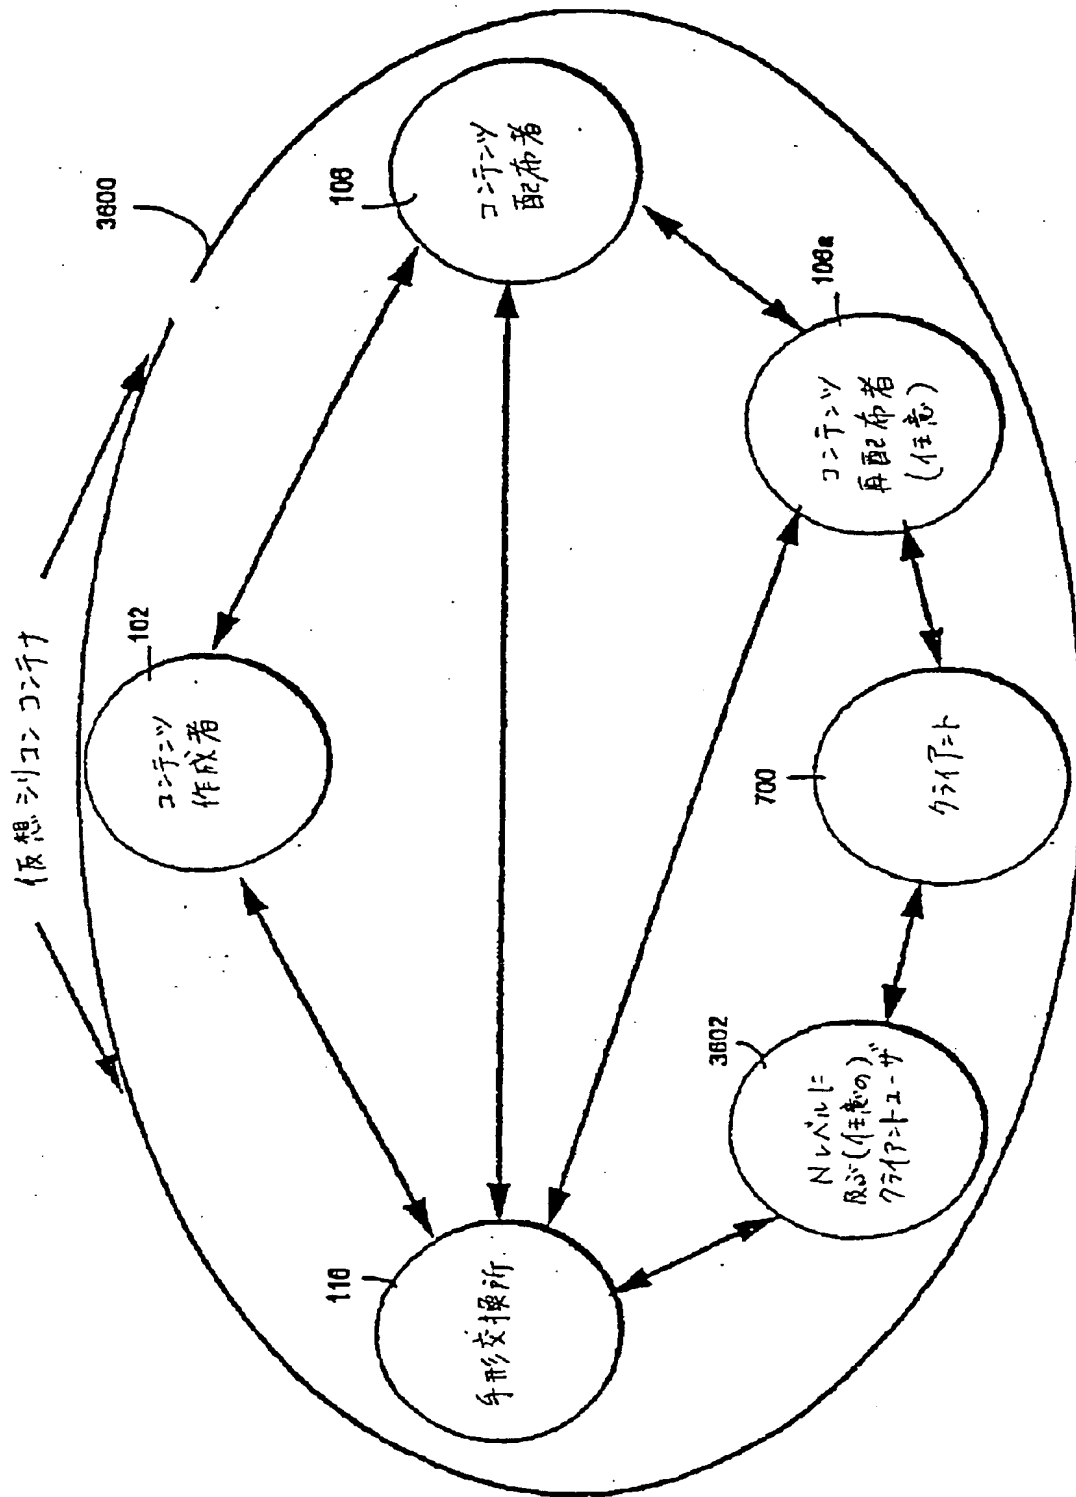 仮想シリコンコンテナ
3600
コンテンツ
作成者
102
コンテンツ
配布者
106
コンテンツ
再配布者
(任意)
106a
クライアント
700
Nレベルに
及ぶ(任意の)
クライアントユーザ
3602
手形交換所
116